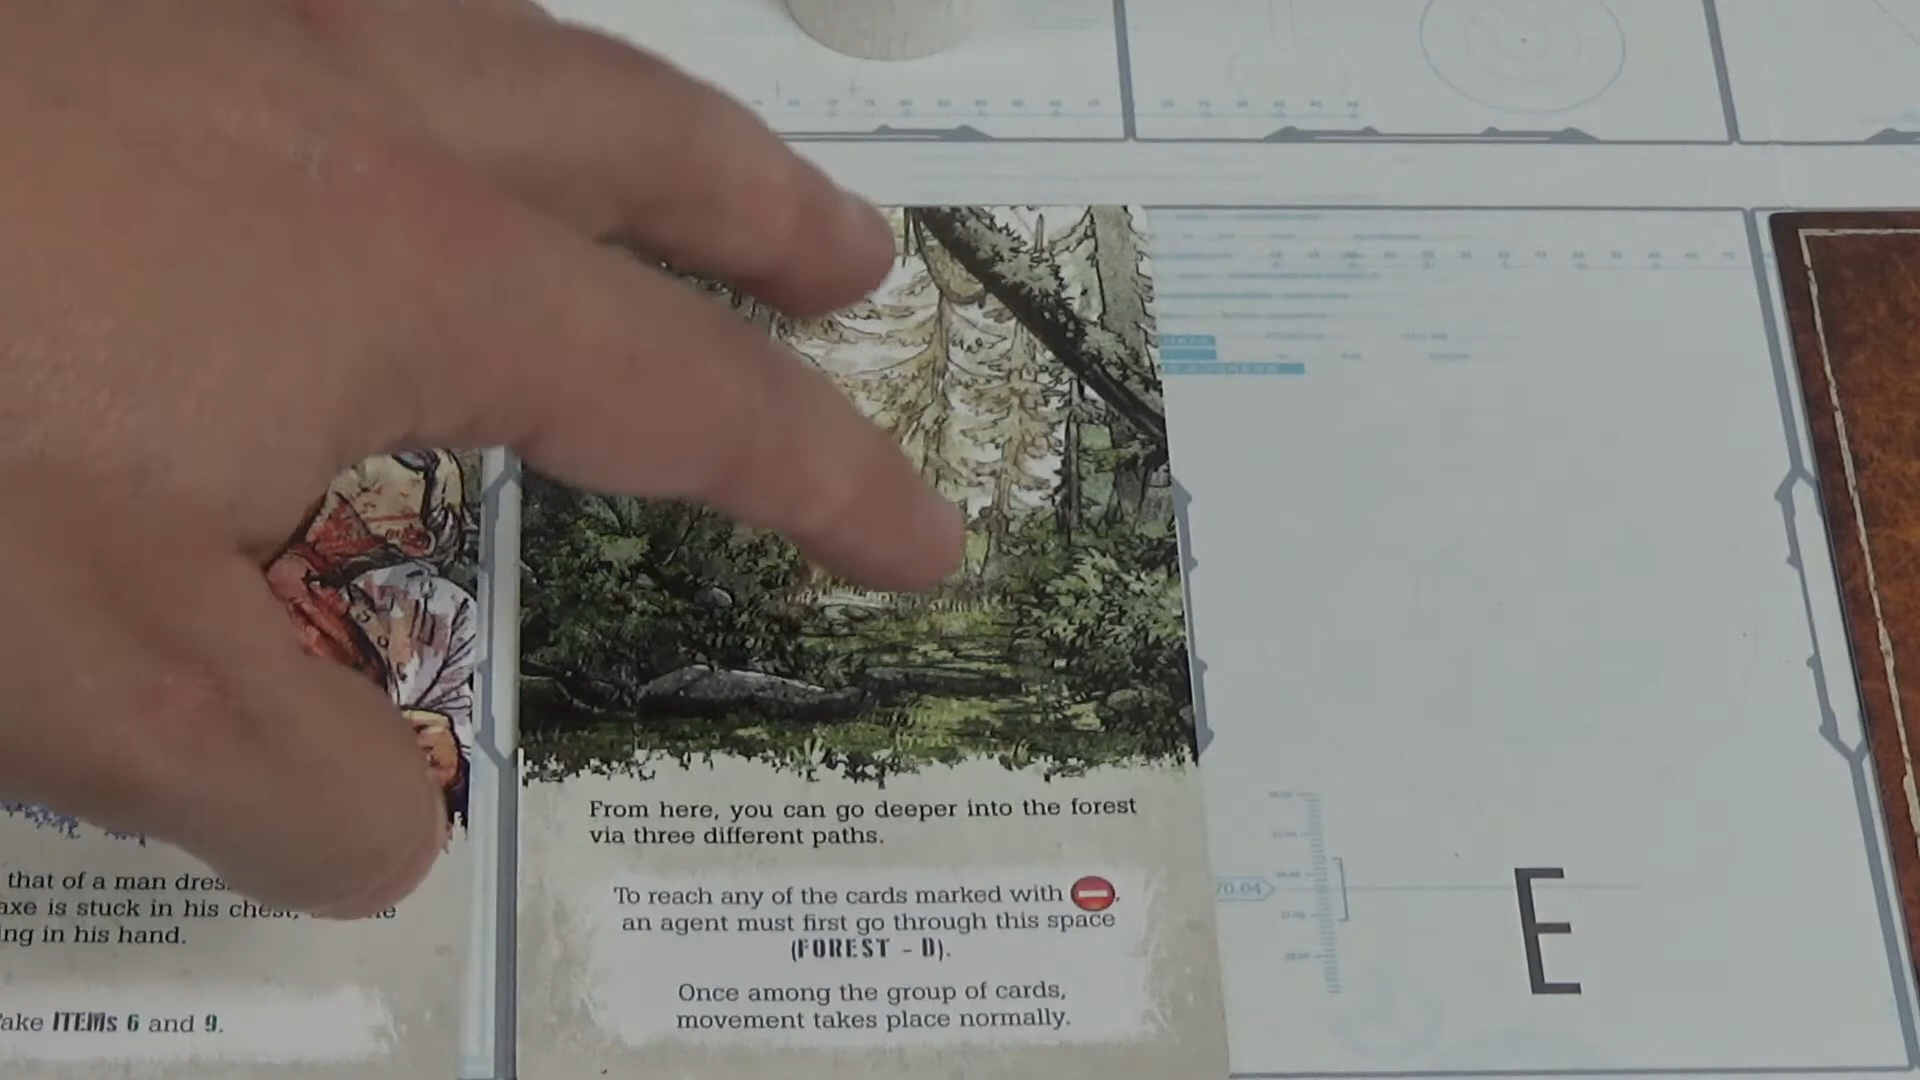 that of a man
axe is stuck in his chest,
ing in his hand.
ake ITEMs 6 and 9.
From here, you can go deeper into the forest
via three different paths.
To reach any of the cards marked with
an agent must first go through this space
(FOREST - D).
Once among the group of cards,
movement takes place normally.
70.04
E